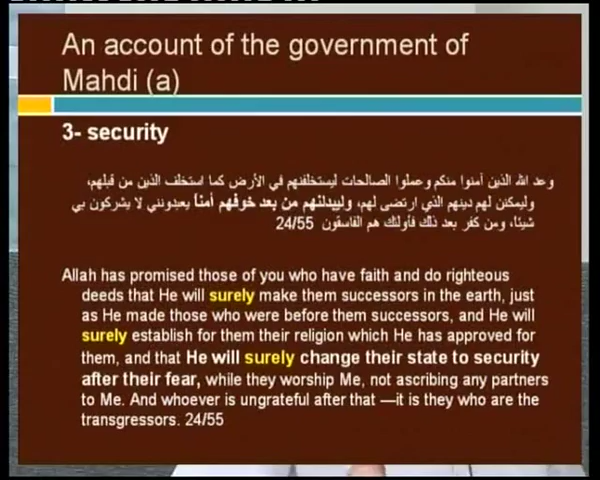 An account of the government of
Mahdi (a)
3- security
وعد الله الذين آمنوا منكم وعملوا الصالحات ليستخلفنهم في الأرض كما استخلف الذين من قبلهم،
وليمكنن لهم دينهم الذي ارتضى لهم، وليبدلنهم من بعد خوفهم أمناً يعبدونني لا يشركون بي
شيئا، ومن كفر بعد ذلك فأولئك هم الفاسقون 24/55
Allah has promised those of you who have faith and do righteous
deeds that He will surely make them successors in the earth, just
as He made those who were before them successors, and He will
surely establish for them their religion which He has approved for
them, and that He will surely change their state to security
after their fear, while they worship Me, not ascribing any partners
to Me. And whoever is ungrateful after that —it is they who are the
transgressors. 24/55